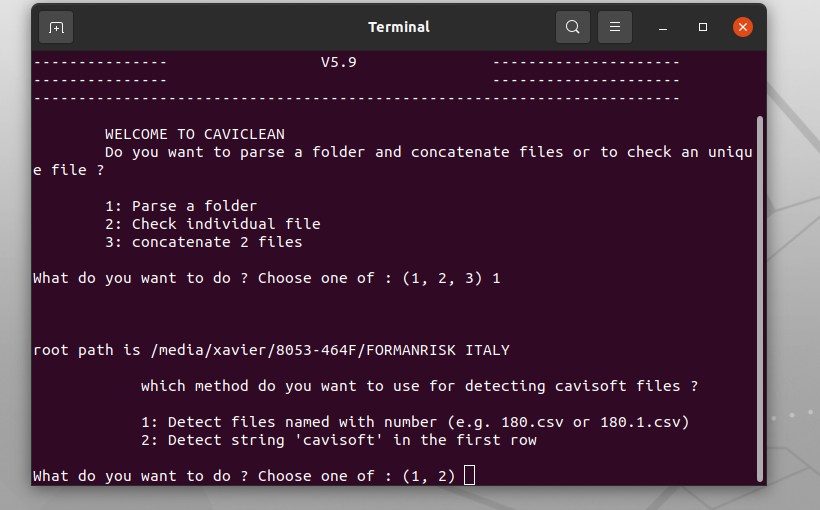 Terminal
--------------- V5.9 ---------------------
--------------- ---------------------
------------------------------------------------------------------------
WELCOME TO CAVICLEAN
Do you want to parse a folder and concatenate files or to check an uniqu
e file ?
1: Parse a folder
2: Check individual file
3: concatenate 2 files
What do you want to do ? Choose one of : (1, 2, 3) 1
root path is /media/xavier/8053-464F/FORMANRISK ITALY
which method do you want to use for detecting cavisoft files ?
1: Detect files named with number (e.g. 180.csv or 180.1.csv)
2: Detect string 'cavisoft' in the first row
What do you want to do ? Choose one of : (1, 2)